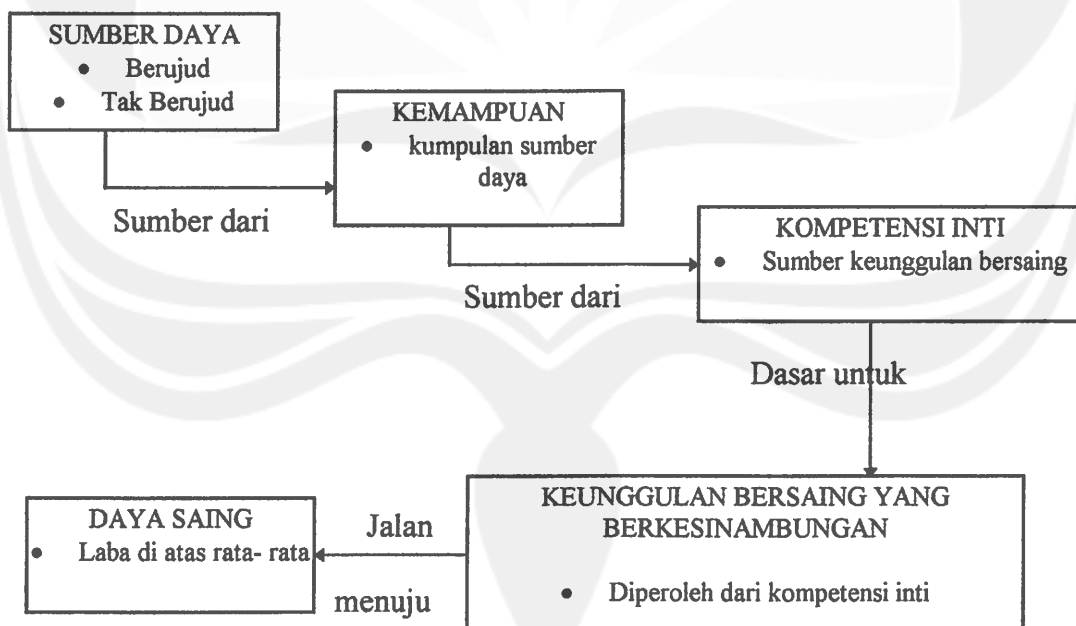 SUMBER DAYA
• Berujud
• Tak Berujud
KEMAMPUAN
• kumpulan sumber
daya
Sumber dari
KOMPETENSI INTI
• Sumber keunggulan bersaing
Sumber dari
Dasar untuk
KEUNGGULAN BERSAING YANG
BERKESINAMBUNGAN
• Diperoleh dari kompetensi inti
Jalan
menuju
DAYA SAING
• Laba di atas rata- rata